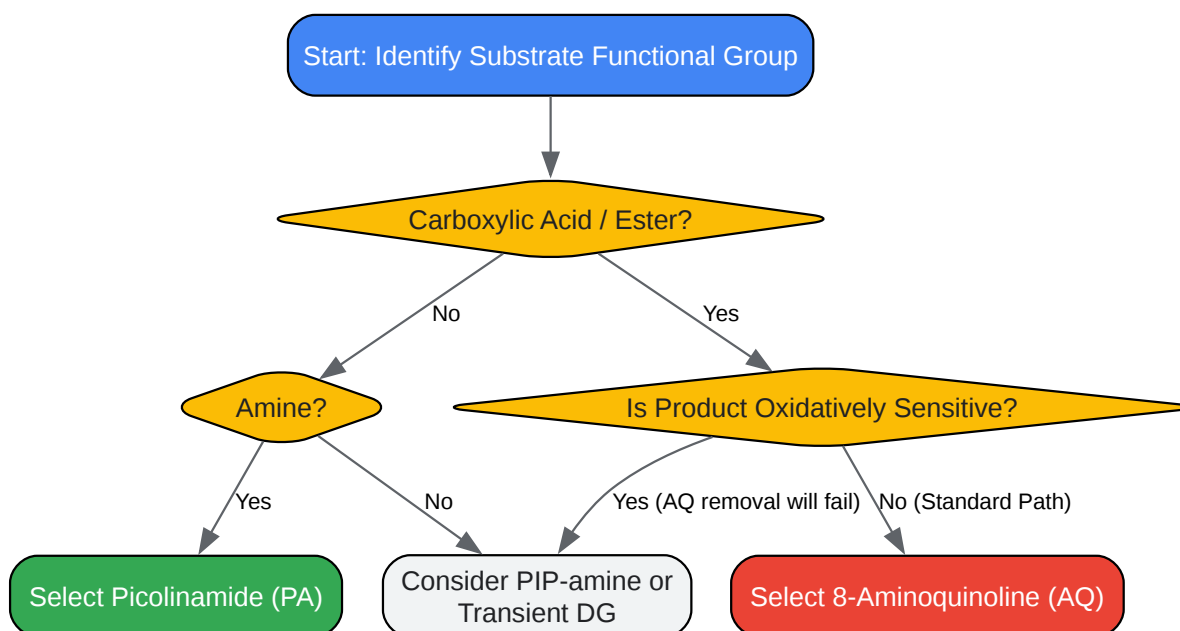 Start: Identify Substrate Functional Group
Carboxylic Acid / Ester?
No
Yes
Amine?
Is Product Oxidatively Sensitive?
Yes
No
Yes (AQ removal will fail)
No (Standard Path)
Select Picolinamide (PA)
Consider PIP-amine or
Transient DG
Select 8-Aminoquinoline (AQ)